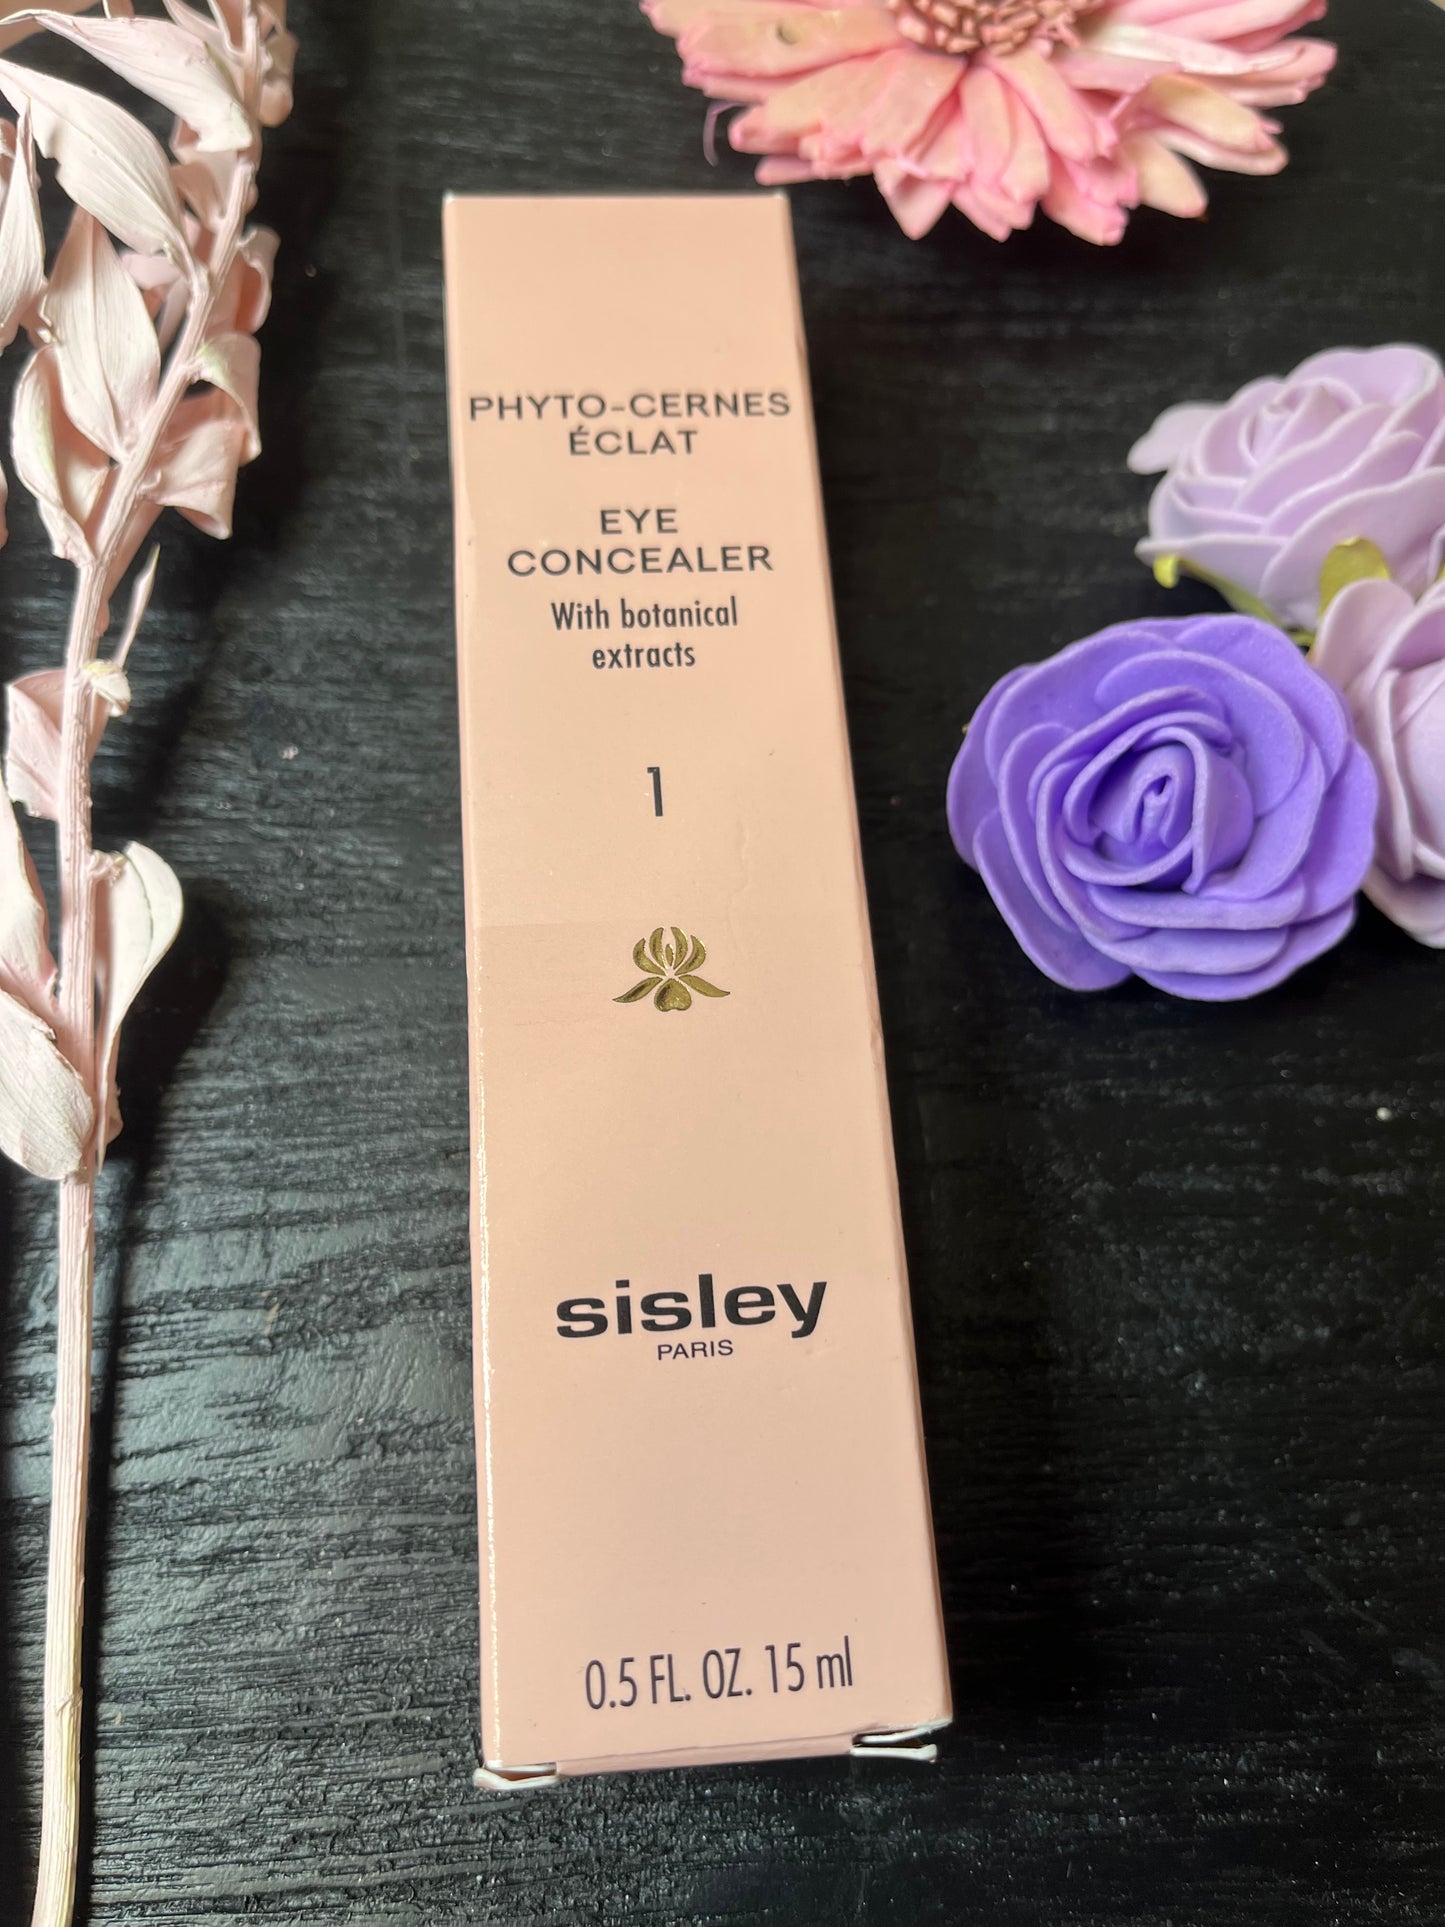 PHYTO-CERNES
ÉCLAT
EYE
CONCEALER
With botanical
extracts
1
sisley
PARIS
0.5 FL. OZ. 15 ml